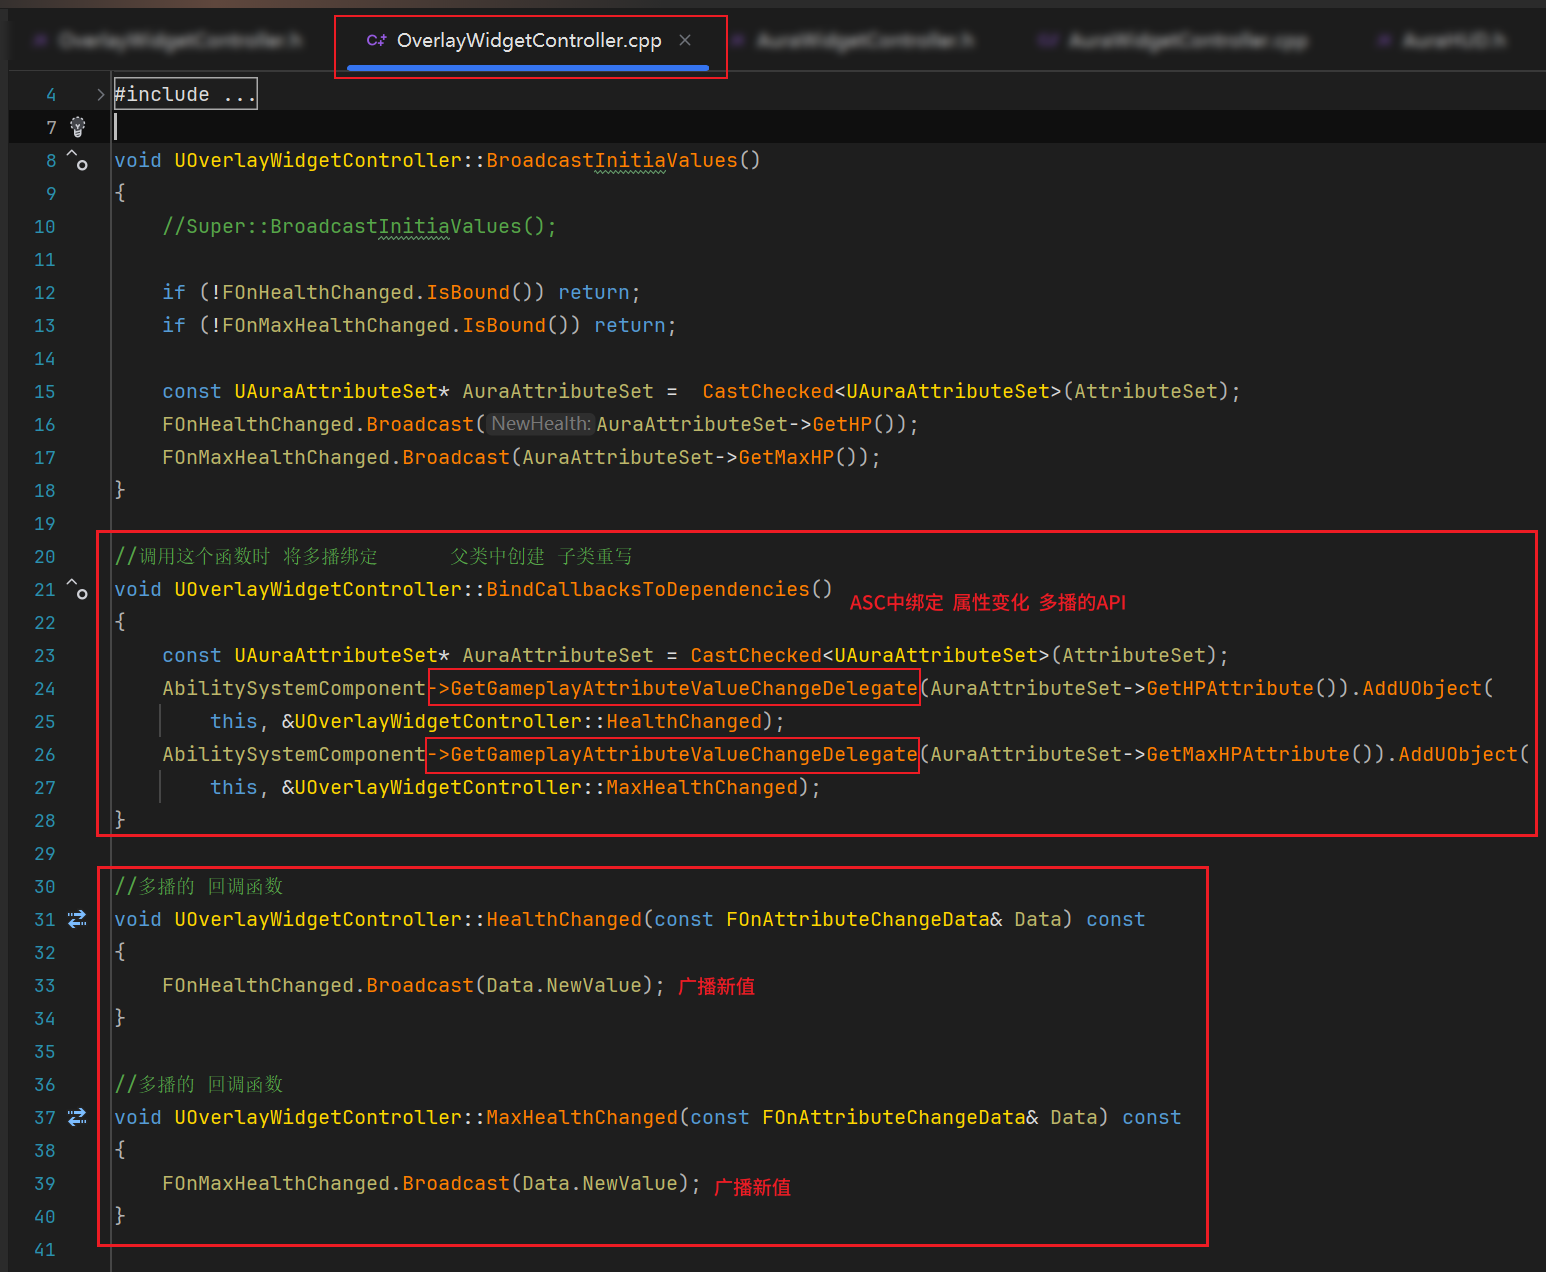 OverlayWidgetController.h OverlayWidgetController.cpp AuraWidgetController.h AuraWidgetController.cpp AuraHUD.h
4 #include ...
7
8 void UOverlayWidgetController::BroadcastInitiaValues()
9 {
10 //Super::BroadcastInitiaValues();
11
12 if (!FOnHealthChanged.IsBound()) return;
13 if (!FOnMaxHealthChanged.IsBound()) return;
14
15 const UAuraAttributeSet* AuraAttributeSet =  CastChecked<UAuraAttributeSet>(AttributeSet);
16 FOnHealthChanged.Broadcast(NewHealth:AuraAttributeSet->GetHP());
17 FOnMaxHealthChanged.Broadcast(AuraAttributeSet->GetMaxHP());
18 }
19
20 //调用这个函数时 将多播绑定 父类中创建 子类重写
21 void UOverlayWidgetController::BindCallbacksToDependencies()
ASC中绑定 属性变化 多播的API
22 {
23 const UAuraAttributeSet* AuraAttributeSet = CastChecked<UAuraAttributeSet>(AttributeSet);
24 AbilitySystemComponent->GetGameplayAttributeValueChangeDelegate(AuraAttributeSet->GetHPAttribute()).AddUObject(
25 this, &UOverlayWidgetController::HealthChanged);
26 AbilitySystemComponent->GetGameplayAttributeValueChangeDelegate(AuraAttributeSet->GetMaxHPAttribute()).AddUObject(
27 this, &UOverlayWidgetController::MaxHealthChanged);
28 }
29
30 //多播的 回调函数
31 void UOverlayWidgetController::HealthChanged(const FOnAttributeChangeData& Data) const
32 {
33 FOnHealthChanged.Broadcast(Data.NewValue); 广播新值
34 }
35
36 //多播的 回调函数
37 void UOverlayWidgetController::MaxHealthChanged(const FOnAttributeChangeData& Data) const
38 {
39 FOnMaxHealthChanged.Broadcast(Data.NewValue); 广播新值
40 }
41